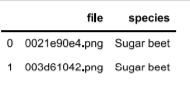 file species
0 0021e90e4.png Sugar beet
1 003d61042.png Sugar beet